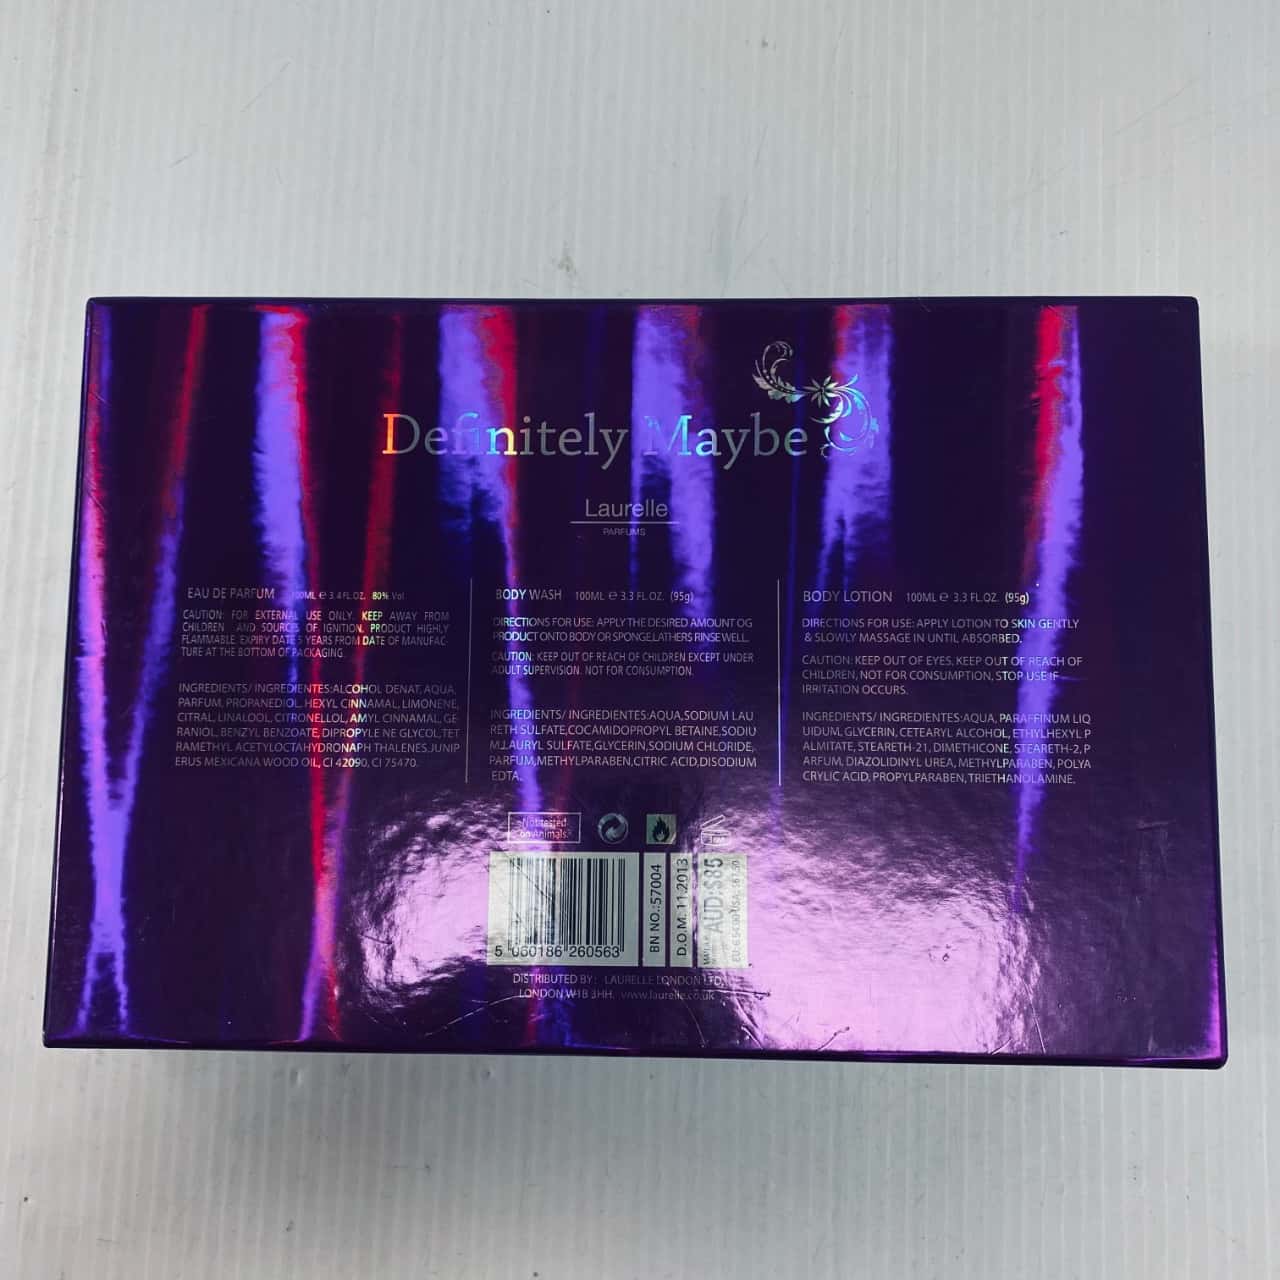 Definitely Maybe
Laurelle
PARFUMS
EAU DE PARFUM 100ML e 3.4 FL.OZ. 80% Vol
CAUTION: FOR EXTERNAL USE ONLY. KEEP AWAY FROM
CHILDREN AND SOURCES OF IGNITION. PRODUCT HIGHLY
FLAMMABLE. EXPIRY DATE 5 YEARS FROM DATE OF MANUFAC
TURE AT THE BOTTOM OF PACKAGING.
INGREDIENTS/ INGREDIENTES:ALCOHOL DENAT, AQUA,
PARFUM, PROPANEDIOL, HEXYL CINNAMAL, LIMONENE,
CITRAL, LINALOOL, CITRONELLOL, AMYL CINNAMAL, GE
RANIOL, BENZYL BENZOATE, DIPROPYLE NE GLYCOL, TET
RAMETHYL ACETYLOCTAHYDRONAPH THALENES, JUNIP
ERUS MEXICANA WOOD OIL, CI 42090, CI 75470.
BODY WASH 100ML e 3.3 FL.OZ. (95g)
DIRECTIONS FOR USE: APPLY THE DESIRED AMOUNT OG
PRODUCT ONTO BODY OR SPONGE,LATHERS RINSE WELL.
CAUTION: KEEP OUT OF REACH OF CHILDREN EXCEPT UNDER
ADULT SUPERVISION. NOT FOR CONSUMPTION.
INGREDIENTS/ INGREDIENTES:AQUA,SODIUM LAU
RETH SULFATE,COCAMIDOPROPYL BETAINE,SODIU
M LAURYL SULFATE,GLYCERIN,SODIUM CHLORIDE,
PARFUM,METHYLPARABEN,CITRIC ACID,DISODIUM
EDTA.
BODY LOTION 100ML e 3.3 FL.OZ. (95g)
DIRECTIONS FOR USE: APPLY LOTION TO SKIN GENTLY
& SLOWLY MASSAGE IN UNTIL ABSORBED.
CAUTION: KEEP OUT OF EYES, KEEP OUT OF REACH OF
CHILDREN, NOT FOR CONSUMPTION, STOP USE IF
IRRITATION OCCURS.
INGREDIENTS/ INGREDIENTES:AQUA, PARAFFINUM LIQ
UIDUM, GLYCERIN, CETEARYL ALCOHOL, ETHYLHEXYL P
ALMITATE, STEARETH-21, DIMETHICONE, STEARETH-2, P
ARFUM, DIAZOLIDINYL UREA, METHYLPARABEN, POLYA
CRYLIC ACID, PROPYLPARABEN, TRIETHANOLAMINE.
Not tested
on Animals.
5 060186 260563
BN NO.:57004
D.O.M. 11.2013
AUD:$85
DISTRIBUTED BY: LAURELLE LONDON LTD,
LONDON W1B 3HH. www.laurelle.co.uk